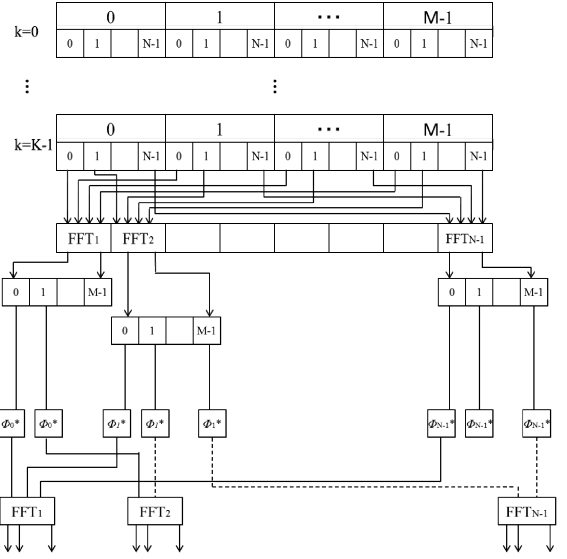 0 1 ··· M-1
k=0
0 1 N-1 0 1 N-1 0 1 N-1 0 1 N-1
⋮ ⋮
0 1 ··· M-1
k=K-1
0 1 N-1 0 1 N-1 0 1 N-1 0 1 N-1
FFT1 FFT2 FFTN-1
0 1 M-1 0 1 M-1
0 1 M-1
Φ0* Φ0* Φ1* Φ1* Φ1* ΦN-1* ΦN-1* ΦN-1*
FFT1 FFT2 FFTN-1